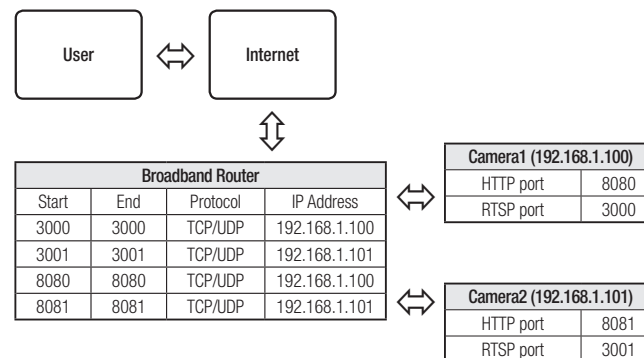 User
Internet
Broadband Router
Start End Protocol IP Address
3000 3000 TCP/UDP 192.168.1.100
3001 3001 TCP/UDP 192.168.1.101
8080 8080 TCP/UDP 192.168.1.100
8081 8081 TCP/UDP 192.168.1.101
Camera1 (192.168.1.100)
HTTP port 8080
RTSP port 3000
Camera2 (192.168.1.101)
HTTP port 8081
RTSP port 3001